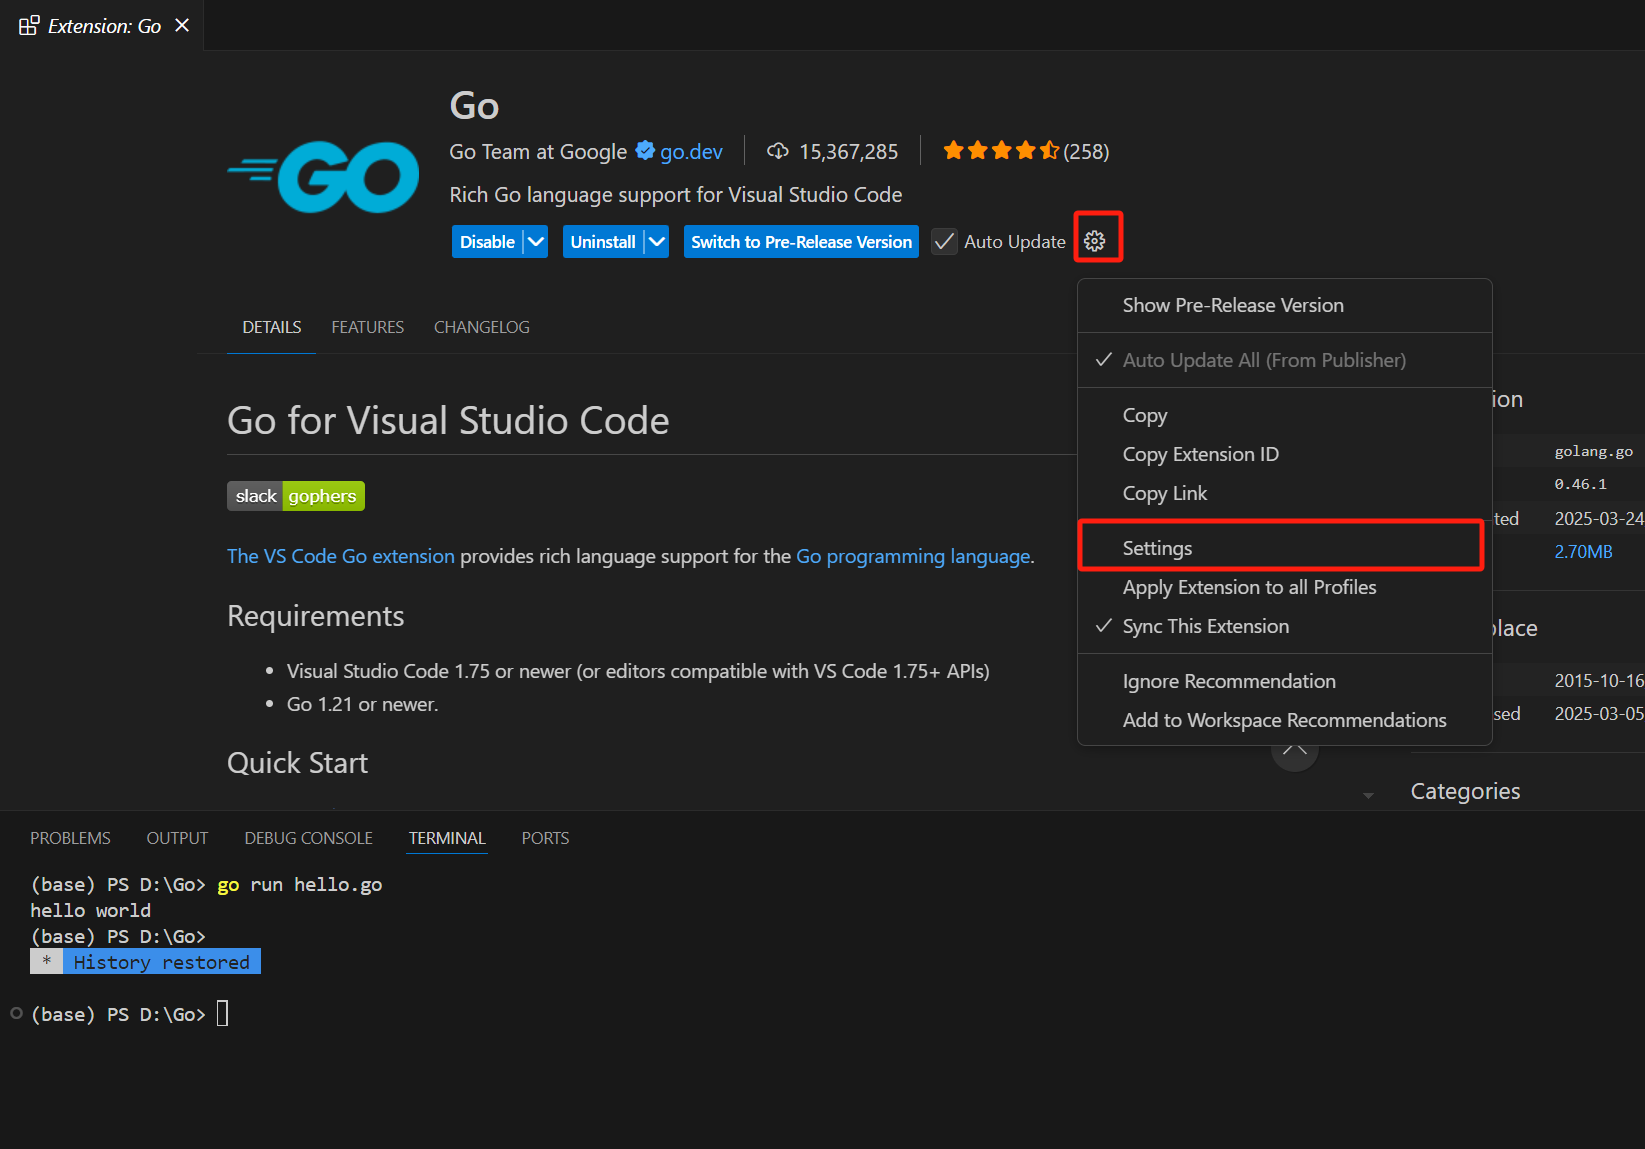 Extension: Go
Go
GO
Go Team at Google go.dev 15,367,285 (258)
Rich Go language support for Visual Studio Code
Disable Uninstall Switch to Pre-Release Version Auto Update
Show Pre-Release Version
Auto Update All (From Publisher)
Copy
Copy Extension ID
Copy Link
Settings
Apply Extension to all Profiles
Sync This Extension
Ignore Recommendation
Add to Workspace Recommendations
DETAILS FEATURES CHANGELOG
Go for Visual Studio Code
slack gophers
The VS Code Go extension provides rich language support for the Go programming language.
Requirements
Visual Studio Code 1.75 or newer (or editors compatible with VS Code 1.75+ APIs)
Go 1.21 or newer.
Quick Start
ion
golang.go
0.46.1
ted 2025-03-24
2.70MB
place
2015-10-16
sed 2025-03-05
Categories
PROBLEMS OUTPUT DEBUG CONSOLE TERMINAL PORTS
(base) PS D:\Go> go run hello.go
hello world
(base) PS D:\Go>
* History restored
(base) PS D:\Go>